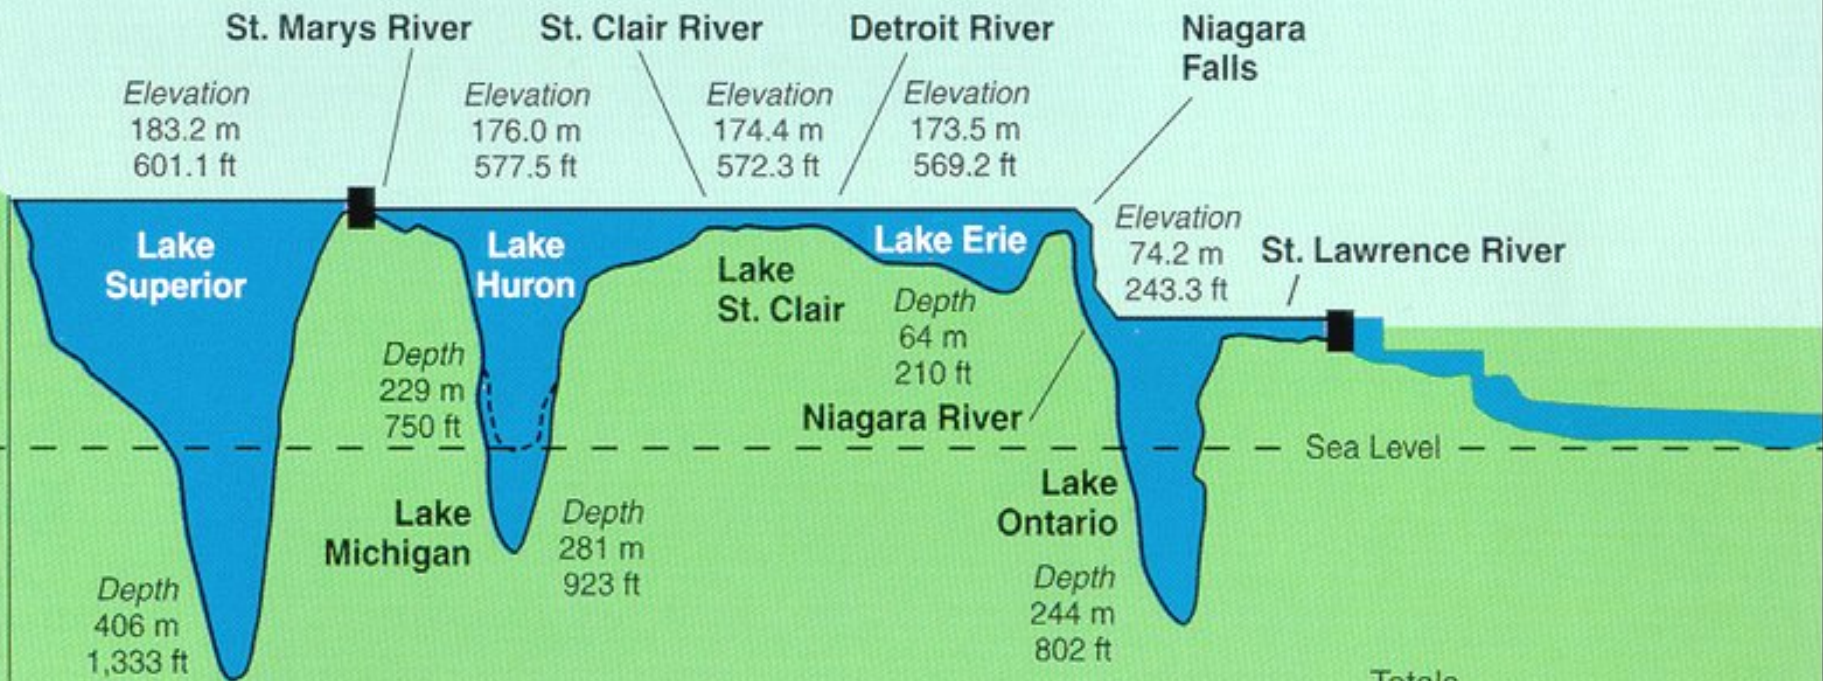 St. Marys River
St. Clair River
Detroit River
Niagara
Falls
Elevation
183.2 m
601.1 ft
Elevation
176.0 m
577.5 ft
Elevation
174.4 m
572.3 ft
Elevation
173.5 m
569.2 ft
Elevation
74.2 m
243.3 ft
St. Lawrence River
Lake
Superior
Lake
Huron
Lake
St. Clair
Lake Erie
Depth
64 m
210 ft
Depth
229 m
750 ft
Niagara River
Sea Level
Lake
Michigan
Depth
281 m
923 ft
Lake
Ontario
Depth
406 m
1,333 ft
Depth
244 m
802 ft
Totals